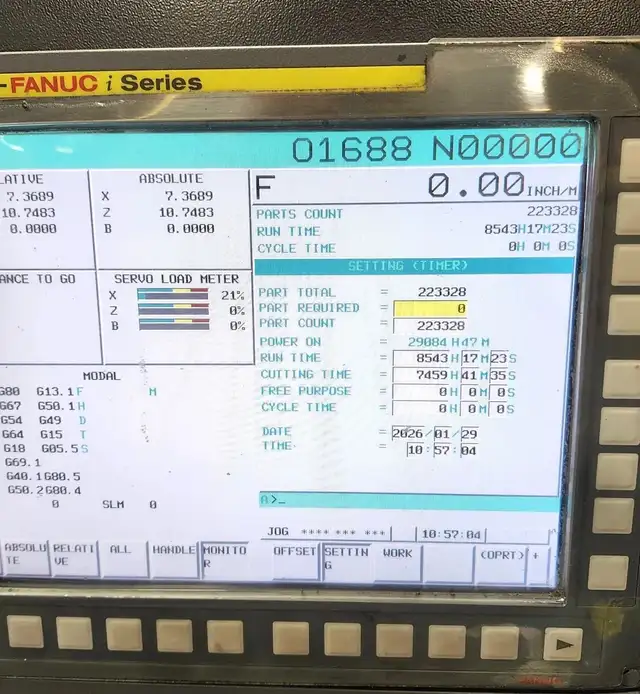 -FANUC i Series
O1688 N00000
LATIVE
7.3689
10.7483
0.0000
ABSOLUTE
X 7.3689
Z 10.7483
B 0.0000
F 0.00 INCH/M
PARTS COUNT 223328
RUN TIME 8543H17M23S
CYCLE TIME 0H 0M 0S
ANCE TO GO
SERVO LOAD METER
X 21%
Z 0%
B 0%
SETTING (TIMER)
PART TOTAL = 223328
PART REQUIRED = 0
PART COUNT = 223328
POWER ON = 29084 H 47 M
RUN TIME = 8543 H 17 M 23 S
CUTTING TIME = 7459 H 41 M 35 S
FREE PURPOSE = 0 H 0 M 0 S
CYCLE TIME = 0 H 0 M 0 S
DATE = 2026/01/29
TIME = 10:57:04
MODAL
G80 G13.1 F M
G67 G50.1 H
G54 G49 D
G64 G15 T
G18 G05.5 S
G69.1
G40.1 G80.5
G50.2 G80.4
0 SLM 0
A>_
JOG **** *** *** 10:57:04
ABSOLUTE RELATIVE ALL HANDLE MONITOR OFFSET SETTING WORK (OPRT) +